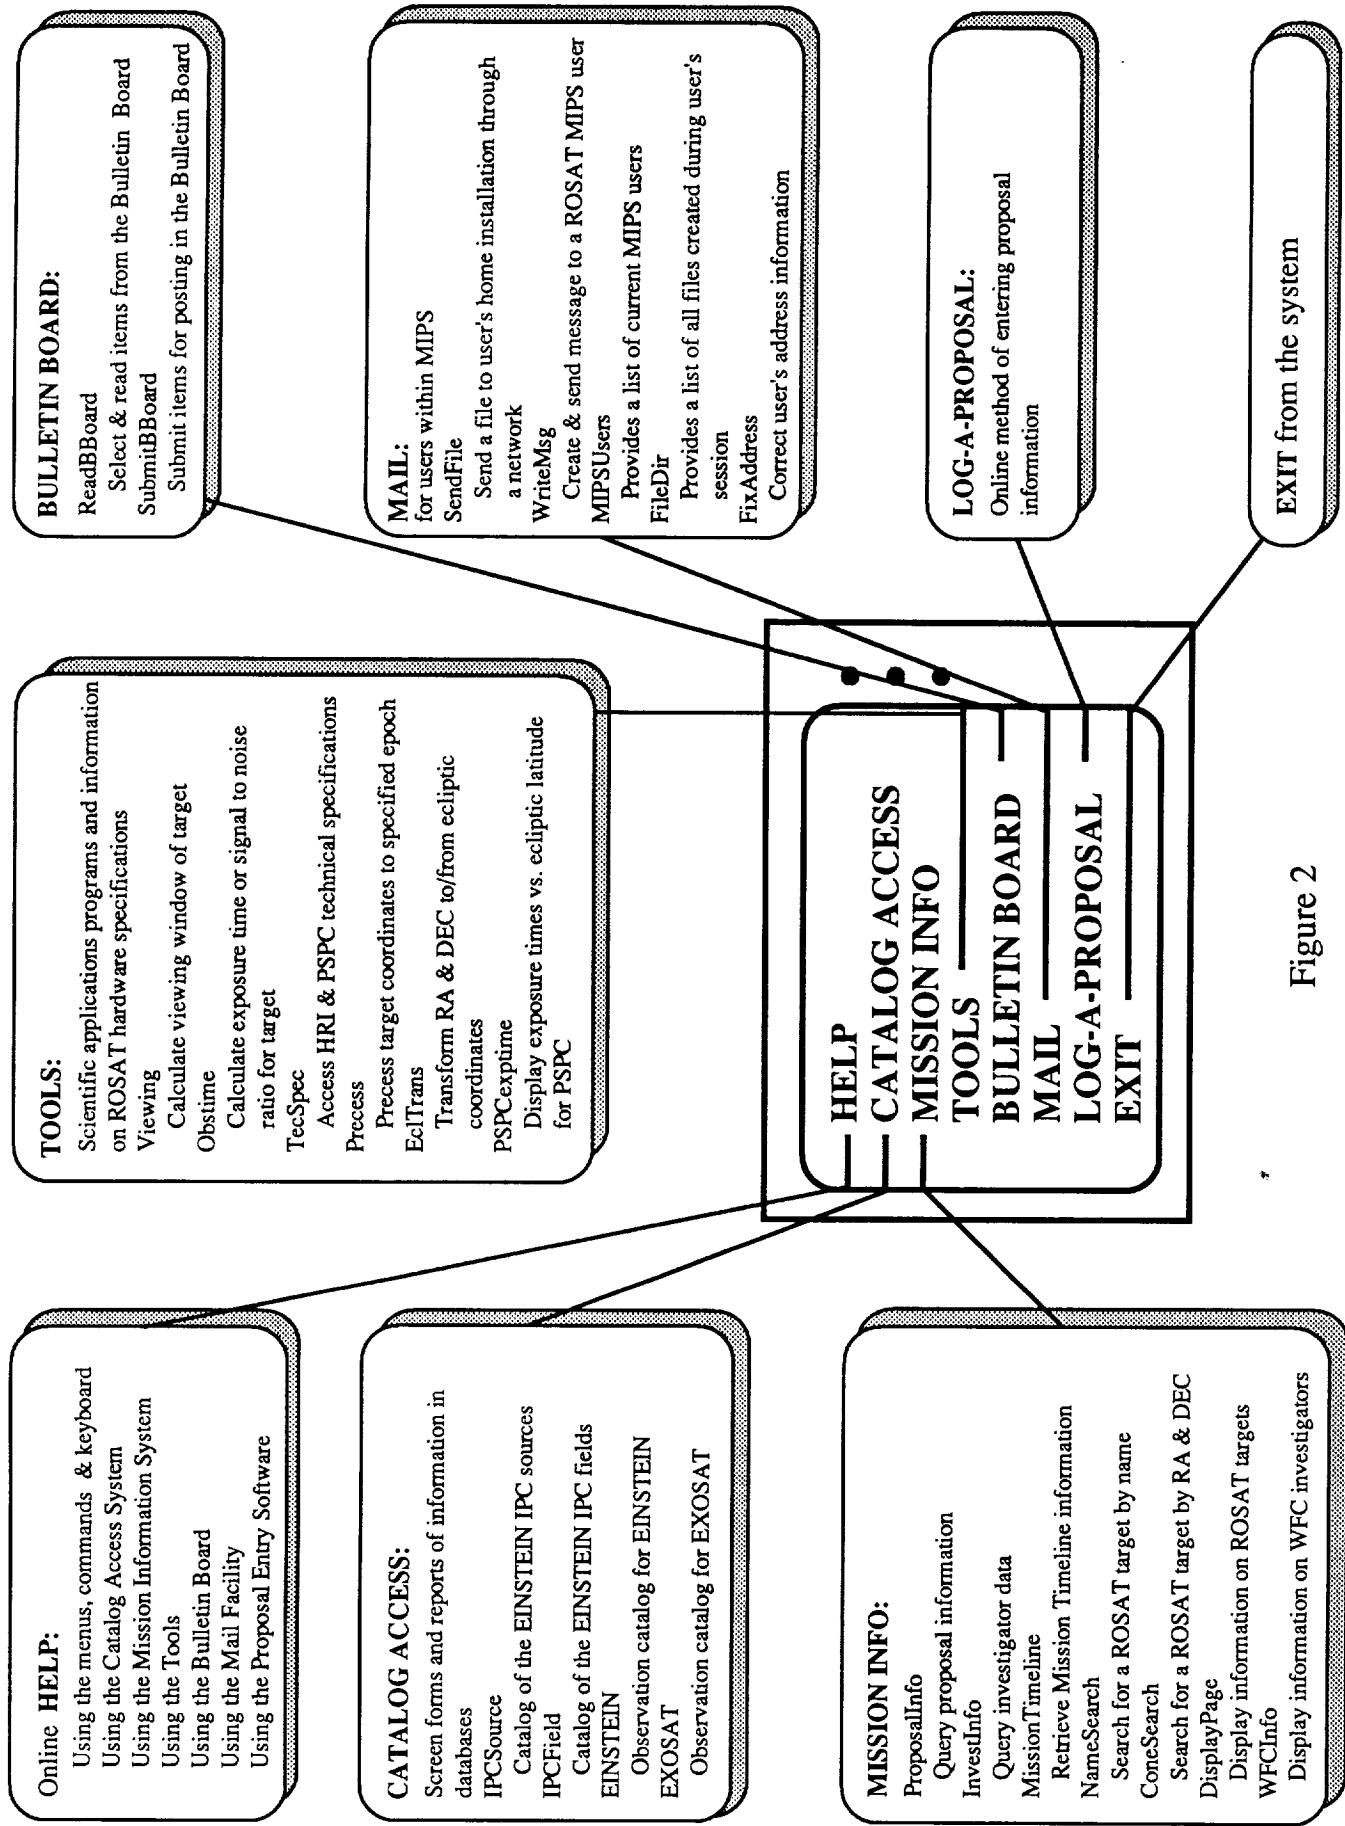 Online HELP:
Using the menus, commands & keyboard
Using the Catalog Access System
Using the Mission Information System
Using the Tools
Using the Bulletin Board
Using the Mail Facility
Using the Proposal Entry Software
TOOLS:
Scientific applications programs and information
on ROSAT hardware specifications
Viewing
Calculate viewing window of target
Obstime
Calculate exposure time or signal to noise
ratio for target
TecSpec
Access HRI & PSPC technical specifications
Precess
Precess target coordinates to specified epoch
EclTrans
Transform RA & DEC to/from ecliptic
coordinates
PSPCexptime
Display exposure times vs. ecliptic latitude
for PSPC
BULLETIN BOARD:
ReadBBoard
Select & read items from the Bulletin Board
SubmitBBoard
Submit items for posting in the Bulletin Board
CATALOG ACCESS:
Screen forms and reports of information in
databases
IPCSource
Catalog of the EINSTEIN IPC sources
IPCField
Catalog of the EINSTEIN IPC fields
EINSTEIN
Observation catalog for EINSTEIN
EXOSAT
Observation catalog for EXOSAT
MAIL:
for users within MIPS
SendFile
Send a file to user's home installation through
a network
WriteMsg
Create & send message to a ROSAT MIPS user
MIPSUsers
Provides a list of current MIPS users
FileDir
Provides a list of all files created during user's
session
FixAddress
Correct user's address information
HELP
CATALOG ACCESS
MISSION INFO
TOOLS
BULLETIN BOARD
MAIL
LOG-A-PROPOSAL
EXIT
MISSION INFO:
ProposalInfo
Query proposal information
InvestInfo
Query investigator data
MissionTimeline
Retrieve Mission Timeline information
NameSearch
Search for a ROSAT target by name
ConeSearch
Search for a ROSAT target by RA & DEC
DisplayPage
Display information on ROSAT targets
WFCInfo
Display information on WFC investigators
LOG-A-PROPOSAL:
Online method of entering proposal
information
EXIT from the system
Figure 2